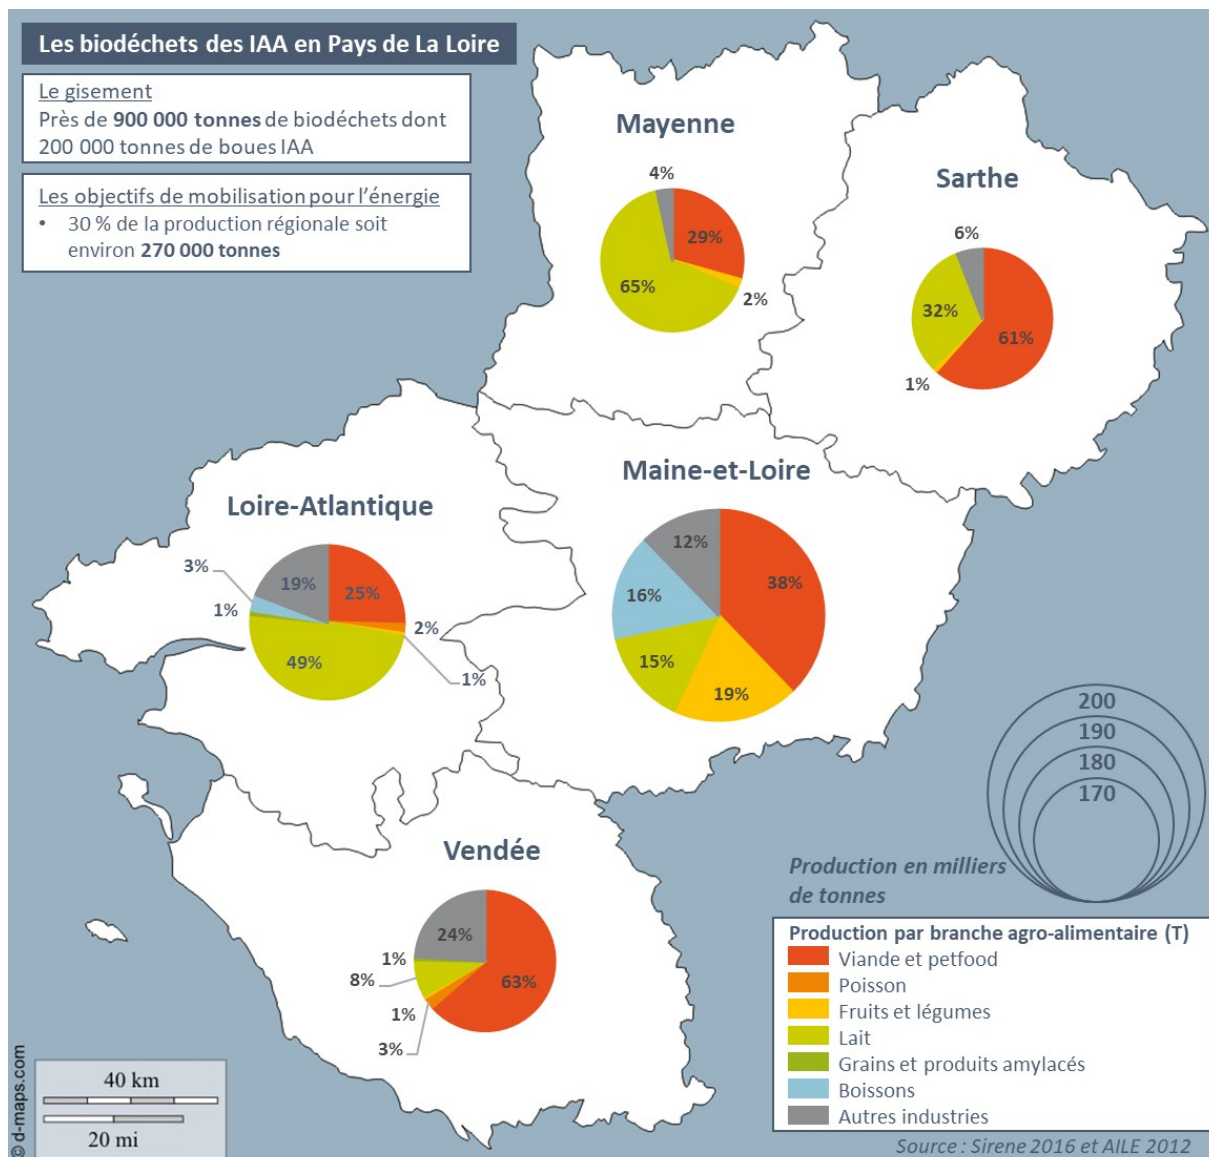 Les biodéchets des IAA en Pays de La Loire
Le gisement
Près de 900 000 tonnes de biodéchets dont
200 000 tonnes de boues IAA
Les objectifs de mobilisation pour l'énergie
• 30 % de la production régionale soit
environ 270 000 tonnes
Mayenne
4%
29%
65%
2%
Sarthe
6%
32%
61%
1%
Maine-et-Loire
12%
38%
16%
15%
19%
Loire-Atlantique
3%
19%
25%
1%
2%
49%
1%
Vendée
24%
1%
8%
63%
1%
3%
200
190
180
170
Production en milliers
de tonnes
Production par branche agro-alimentaire (T)
Viande et petfood
Poisson
Fruits et légumes
Lait
Grains et produits amylacés
Boissons
Autres industries
Source : Sirene 2016 et AILE 2012
40 km
20 mi
© d-maps.com